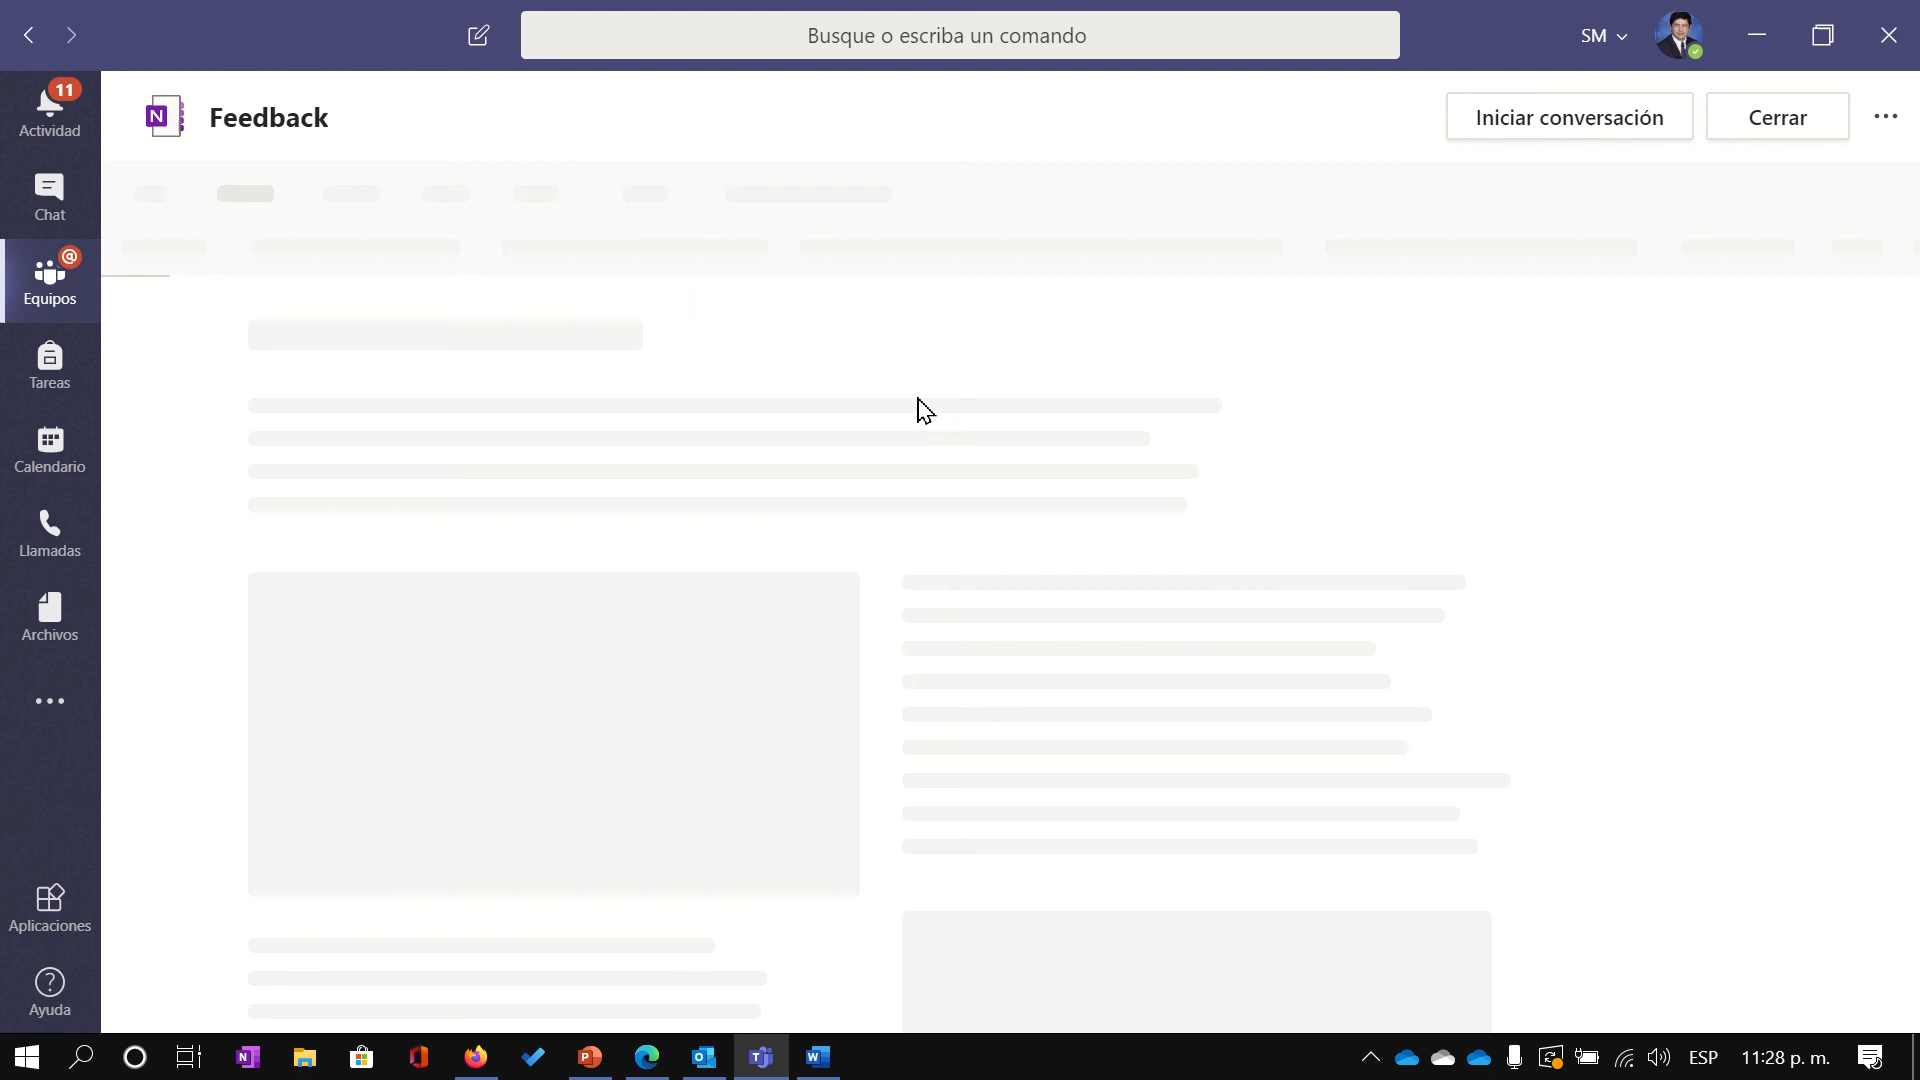 Busque o escriba un comando
SM
11
Actividad
N
Feedback
Iniciar conversación
Cerrar
Chat
@
Equipos
Tareas
Calendario
Llamadas
Archivos
Aplicaciones
?
Ayuda
N
P
O
T
W
ESP
11:28 p. m.